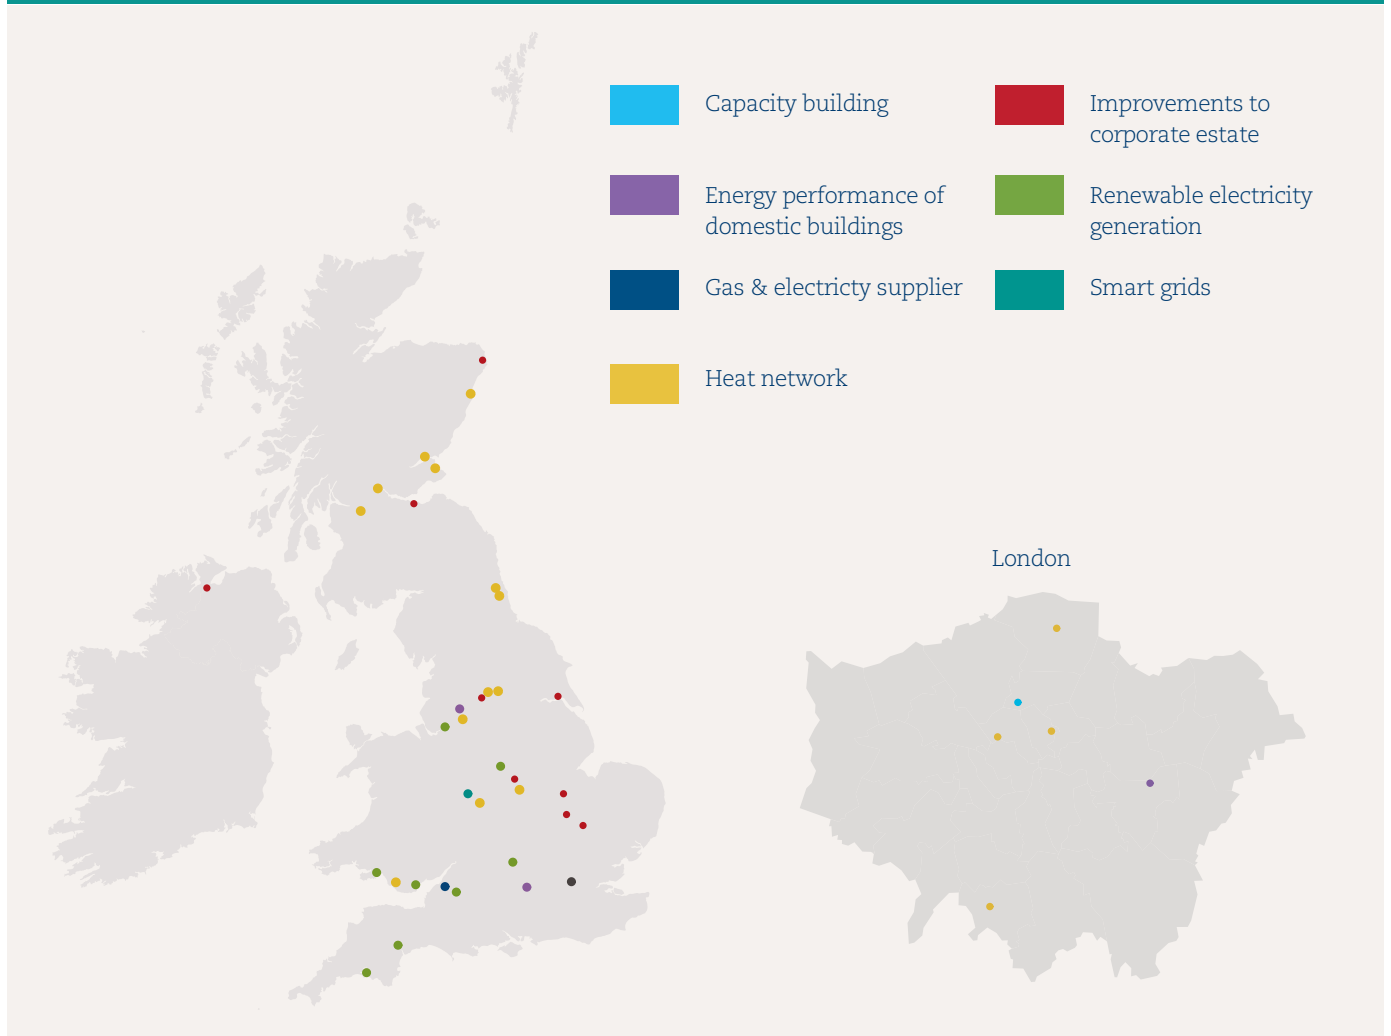 Capacity building
Improvements to
corporate estate
Energy performance of
domestic buildings
Renewable electricity
generation
Gas & electricty supplier
Smart grids
Heat network
London